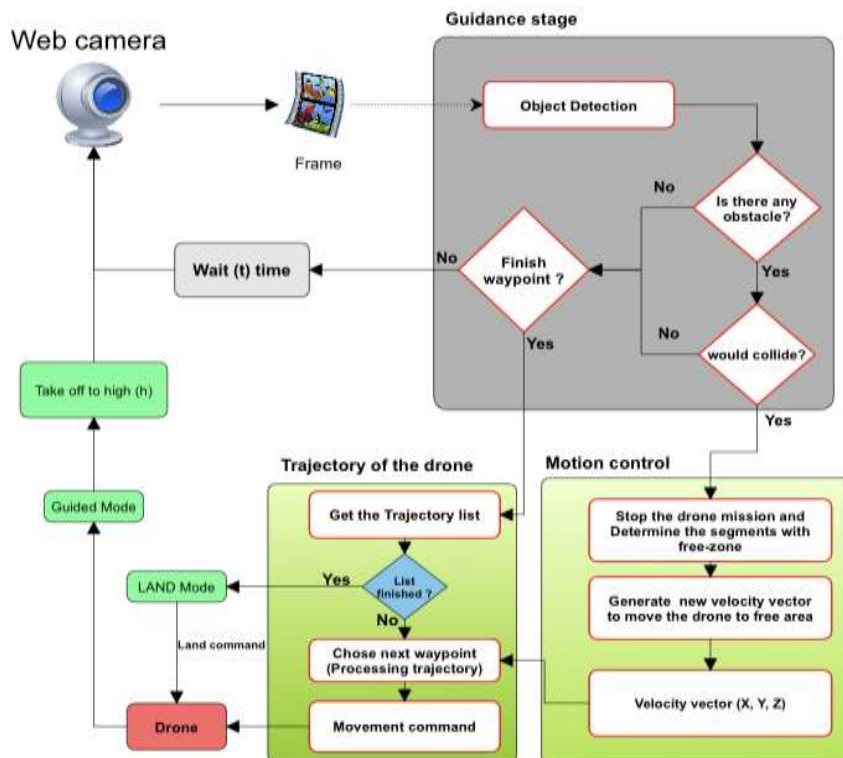 Guidance stage
Web camera
Object Detection
Frame
No
Is there any
obstacle?
Finish
waypoint ?
No
Wait (t) time
Yes
No
would collide?
Yes
Take off to high (h)
Yes
Trajectory of the drone
Motion control
Guided Mode
Get the Trajectory list
Stop the drone mission and
Determine the segments with
free-zone
LAND Mode
Yes
List
finished ?
No
Generate new velocity vector
to move the drone to free area
Land command
Chose next waypoint
(Processing trajectory)
Velocity vector (X, Y, Z)
Drone
Movement command